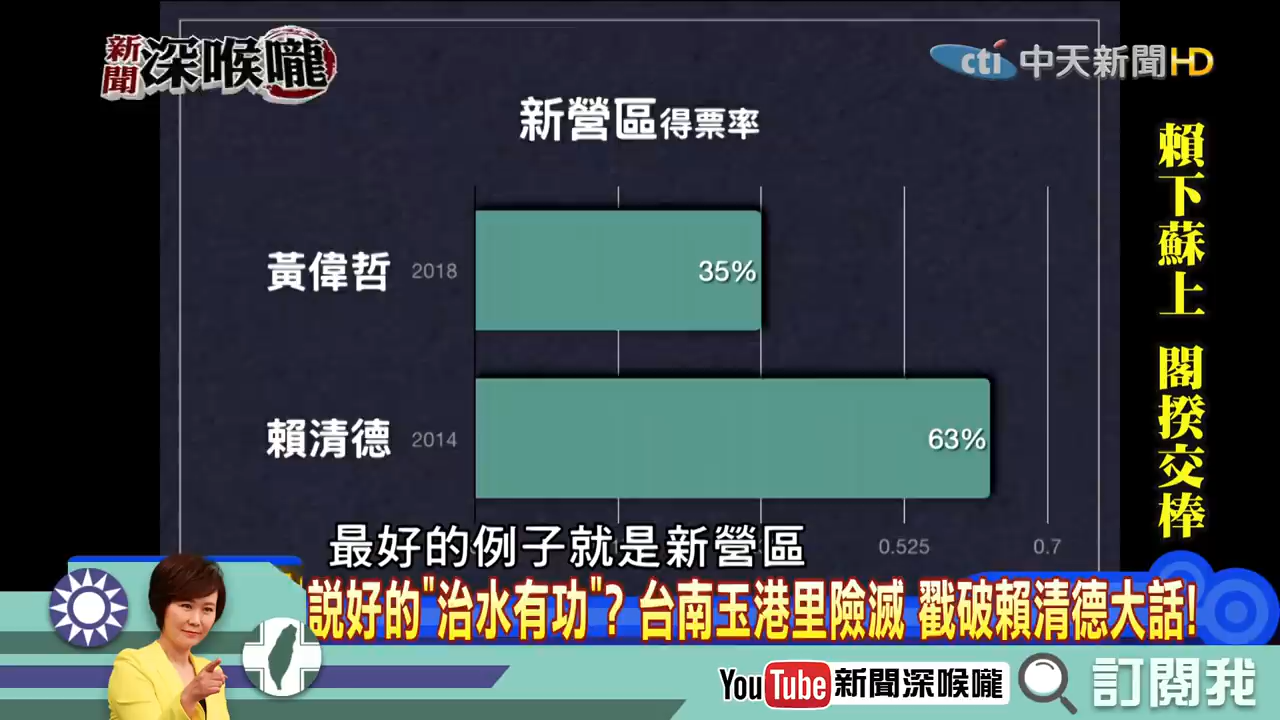 新聞深喉嚨
cti 中天新聞HD
新營區得票率
賴下蘇上 閣揆交棒
黃偉哲 2018 35%
賴清德 2014 63%
0.525 0.7
最好的例子就是新營區
説好的"治水有功"? 台南玉港里險滅 戳破賴清德大話!
YouTube 新聞深喉嚨 訂閱我